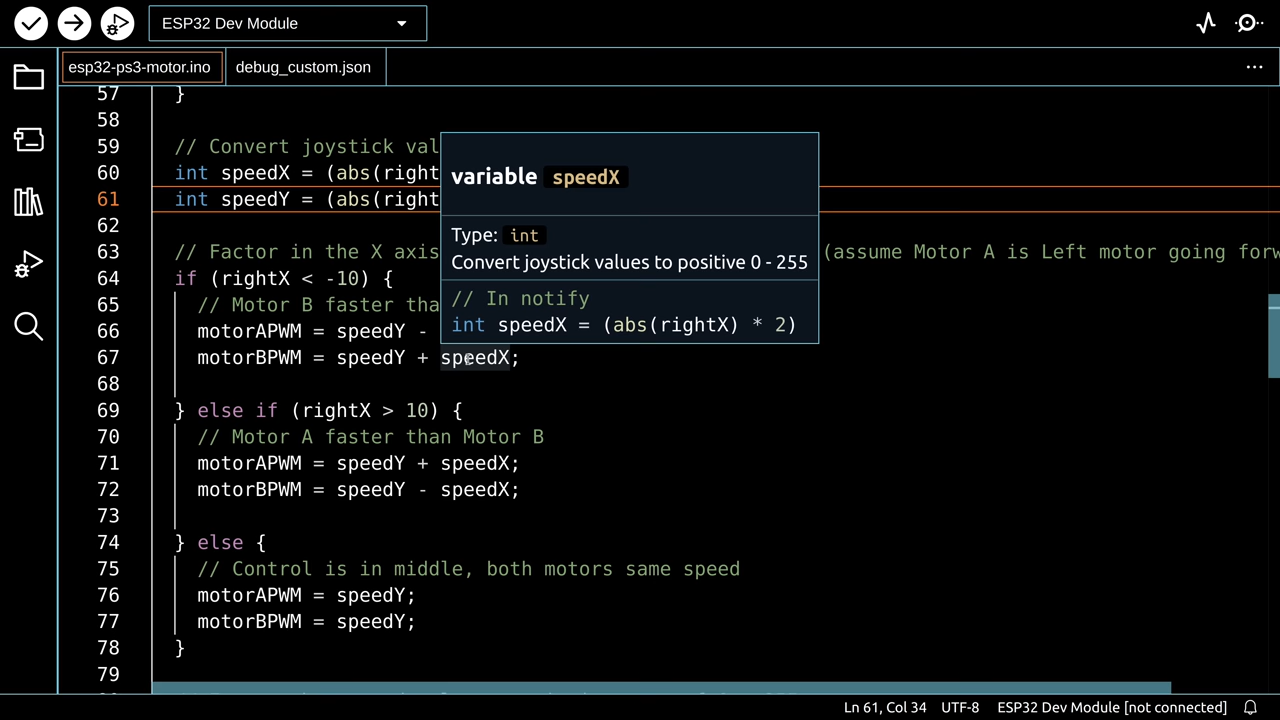 ESP32 Dev Module
esp32-ps3-motor.ino
debug_custom.json
57 }
58
59 // Convert joystick val
60 int speedX = (abs(right
61 int speedY = (abs(right
62
63 // Factor in the X axis (assume Motor A is Left motor going forw
64 if (rightX < -10) {
65 // Motor B faster tha
66 motorAPWM = speedY -
67 motorBPWM = speedY + speedX;
68
69 } else if (rightX > 10) {
70 // Motor A faster than Motor B
71 motorAPWM = speedY + speedX;
72 motorBPWM = speedY - speedX;
73
74 } else {
75 // Control is in middle, both motors same speed
76 motorAPWM = speedY;
77 motorBPWM = speedY;
78 }
79
variable speedX
Type: int
Convert joystick values to positive 0 - 255
// In notify
int speedX = (abs(rightX) * 2)
Ln 61, Col 34 UTF-8 ESP32 Dev Module [not connected]